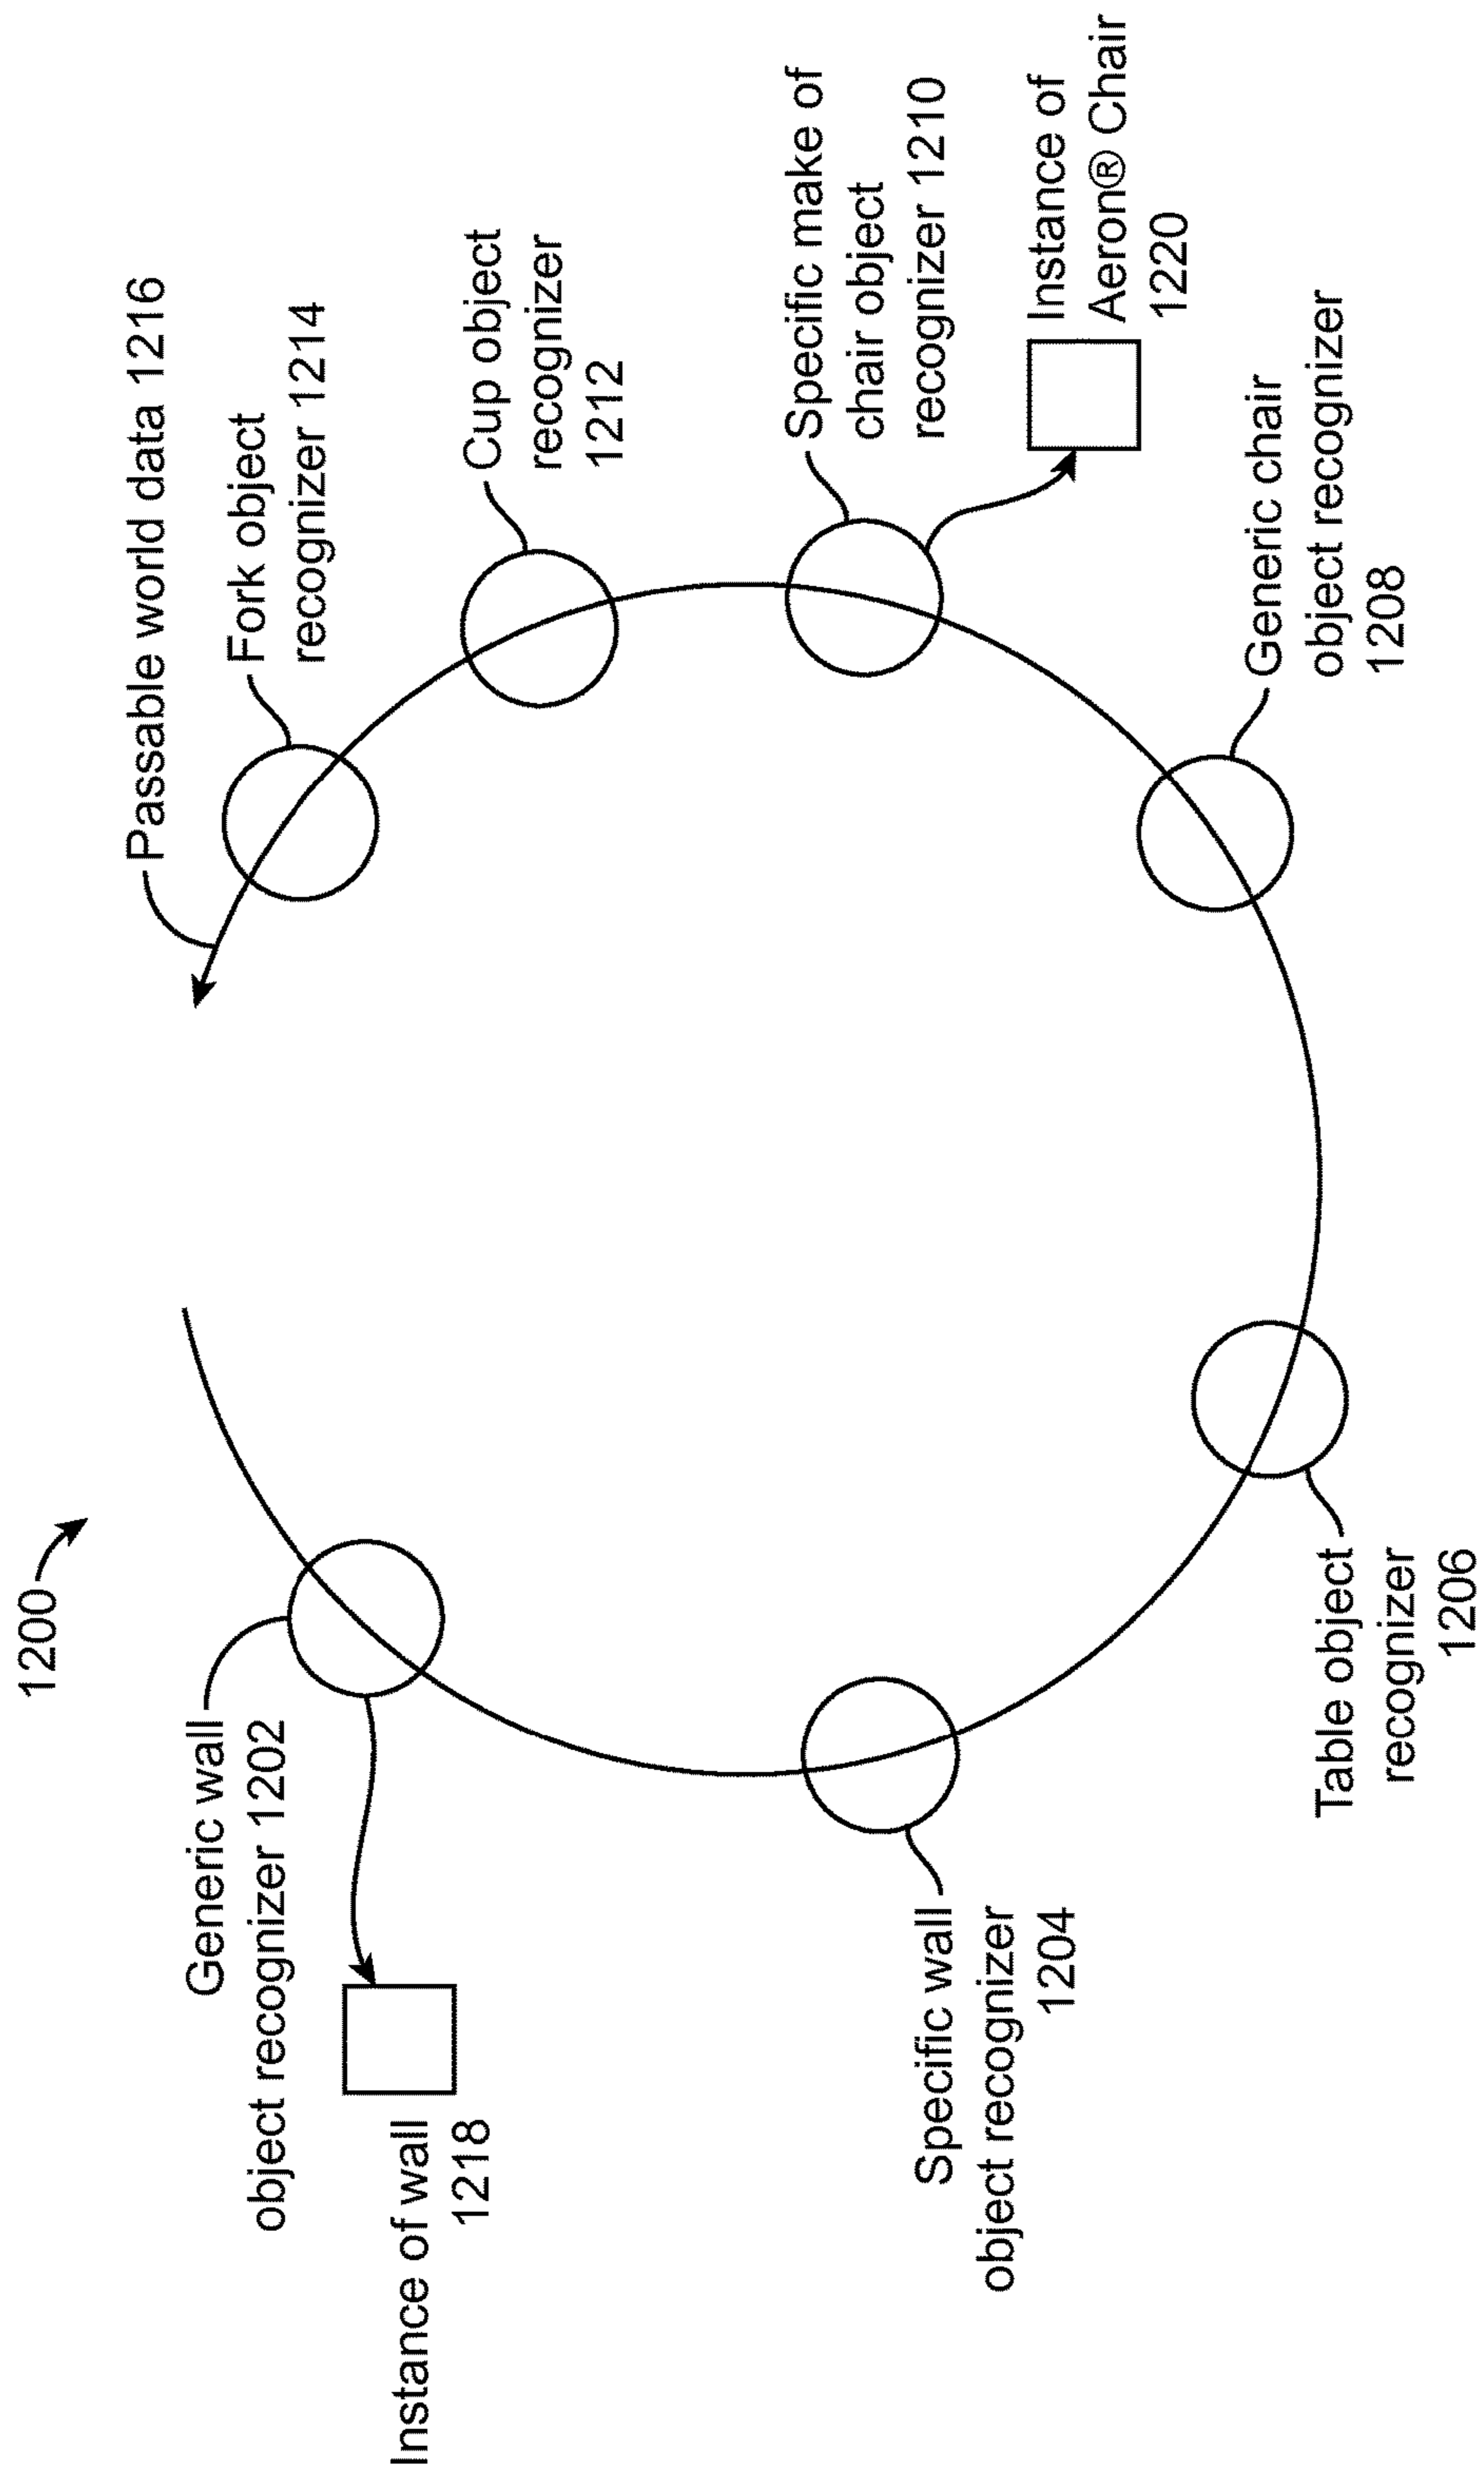 1200
Passable world data 1216
Generic wall
object recognizer 1202
Fork object
recognizer 1214
Instance of wall
1218
Cup object
recognizer
1212
Specific make of
chair object
recognizer 1210
Specific wall
object recognizer
1204
Instance of
Aeron® Chair
1220
Generic chair
object recognizer
1208
Table object
recognizer
1206